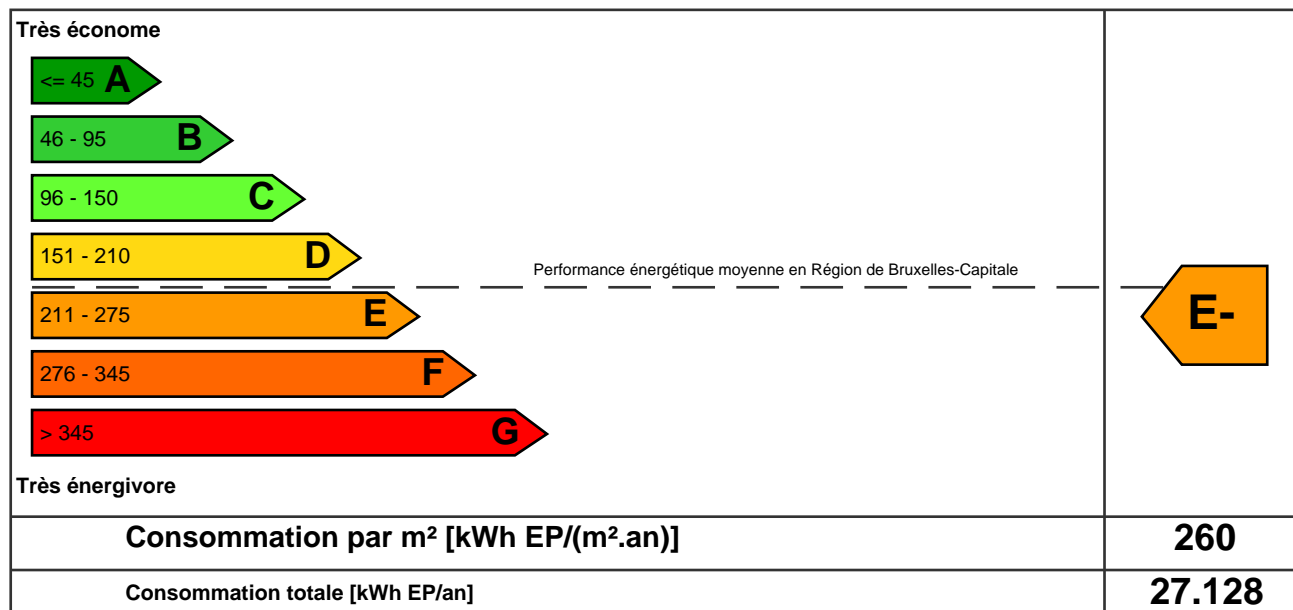 Très économe
<= 45 A
46 - 95 B
96 - 150 C
151 - 210 D
Performance énergétique moyenne en Région de Bruxelles-Capitale
211 - 275 E
E-
276 - 345 F
> 345 G
Très énergivore
Consommation par m² [kWh EP/(m².an)] 260
Consommation totale [kWh EP/an] 27.128